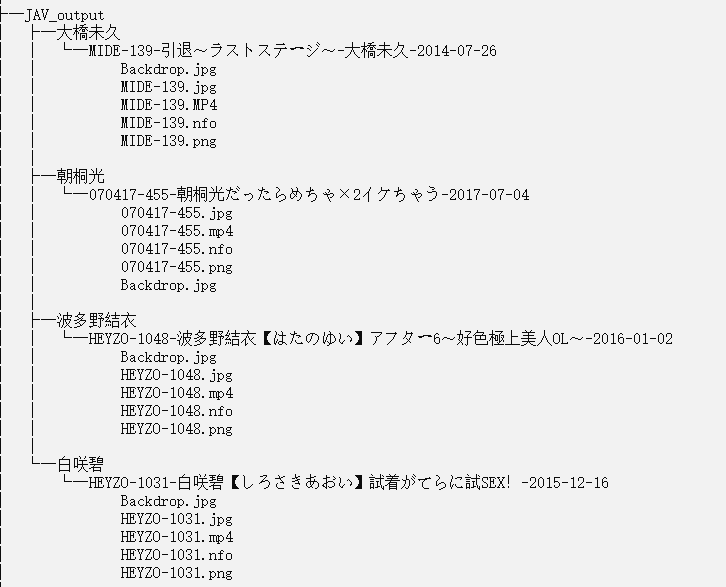 ├─JAV_output
│  ├─大橋未久
│  │  └─MIDE-139-引退～ラストステージ～-大橋未久-2014-07-26
│  │          Backdrop.jpg
│  │          MIDE-139.jpg
│  │          MIDE-139.MP4
│  │          MIDE-139.nfo
│  │          MIDE-139.png
│  │
│  ├─朝桐光
│  │  └─070417-455-朝桐光だったらめちゃ×2イケちゃう-2017-07-04
│  │          070417-455.jpg
│  │          070417-455.mp4
│  │          070417-455.nfo
│  │          070417-455.png
│  │          Backdrop.jpg
│  │
│  ├─波多野結衣
│  │  └─HEYZO-1048-波多野結衣【はたのゆい】アフター6～好色極上美人OL～-2016-01-02
│  │          Backdrop.jpg
│  │          HEYZO-1048.jpg
│  │          HEYZO-1048.mp4
│  │          HEYZO-1048.nfo
│  │          HEYZO-1048.png
│  │
│  └─白咲碧
│      └─HEYZO-1031-白咲碧【しろさきあおい】試着がてらに試SEX! -2015-12-16
│              Backdrop.jpg
│              HEYZO-1031.jpg
│              HEYZO-1031.mp4
│              HEYZO-1031.nfo
│              HEYZO-1031.png